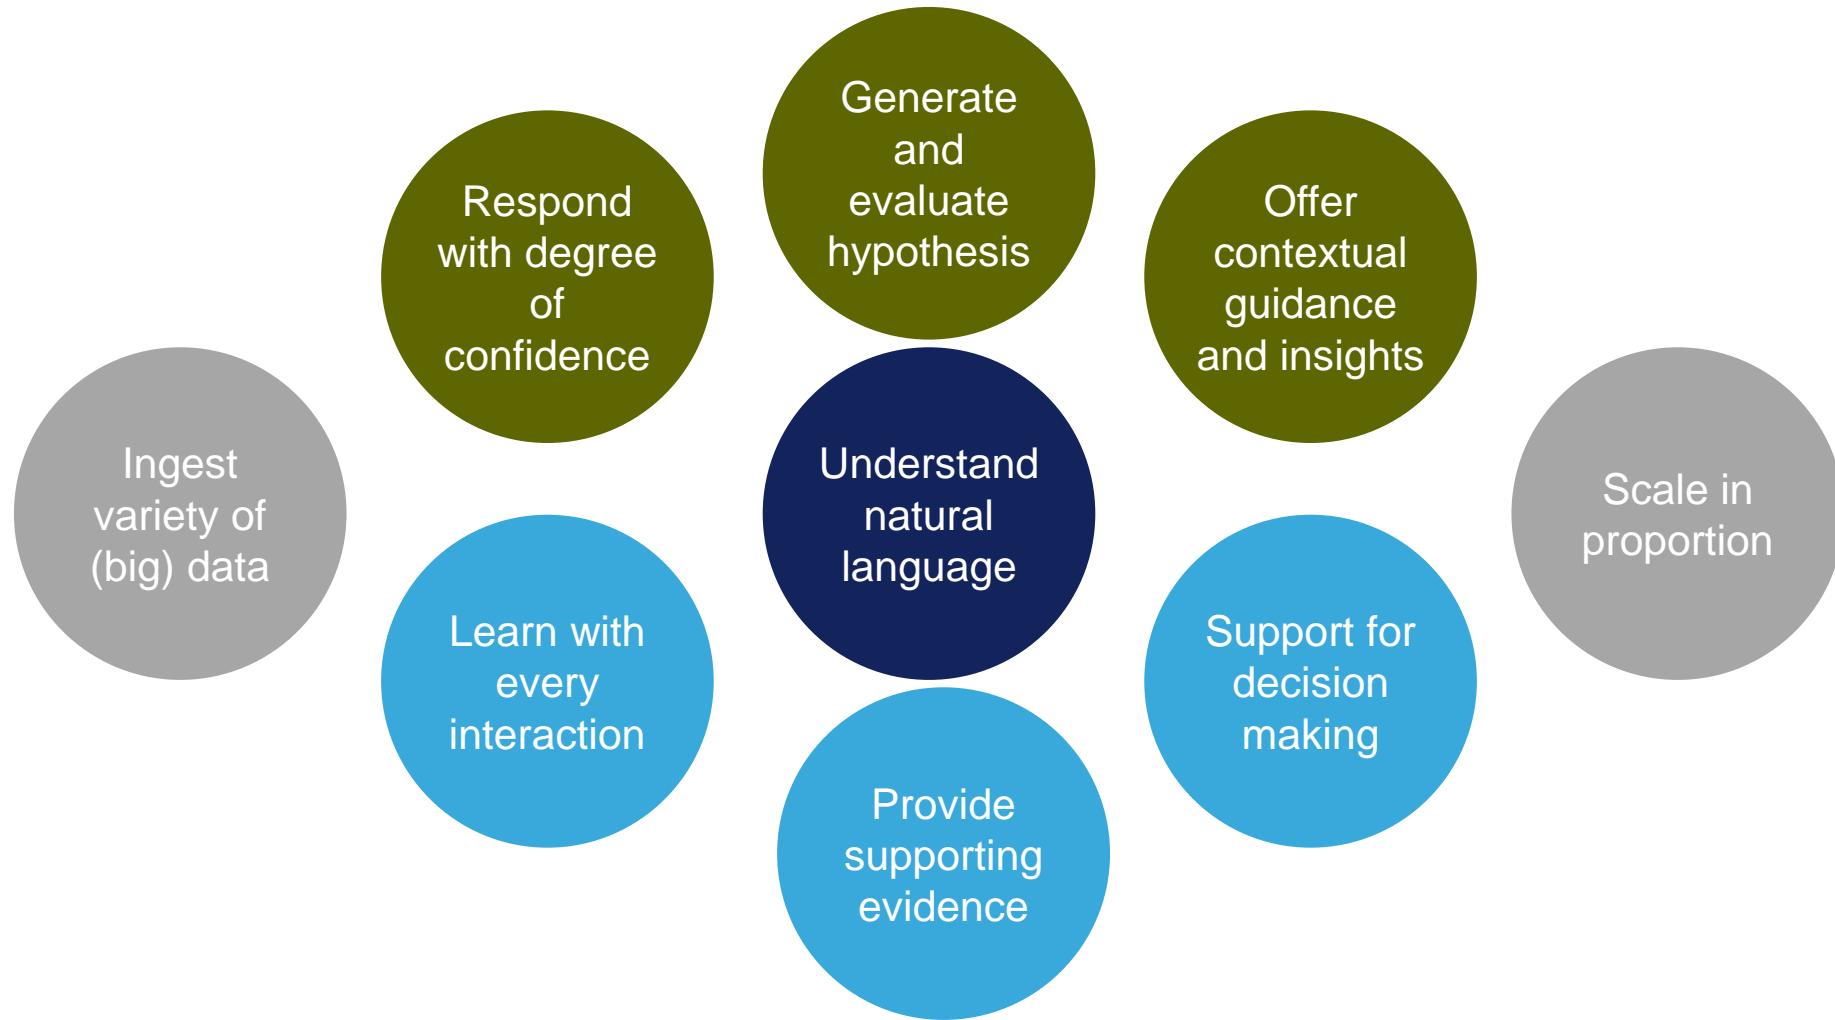 Generate
and
evaluate
hypothesis
Respond
with degree
of
confidence
Offer
contextual
guidance
and insights
Ingest
variety of
(big) data
Understand
natural
language
Scale in
proportion
Learn with
every
interaction
Support for
decision
making
Provide
supporting
evidence